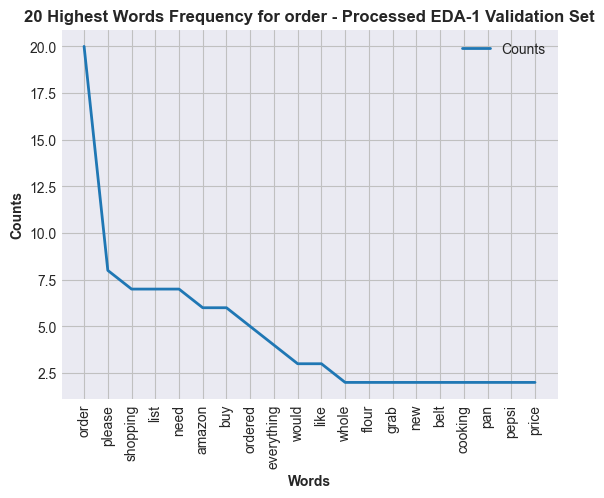 20 Highest Words Frequency for order - Processed EDA-1 Validation Set
Counts
20.0
17.5
15.0
12.5
10.0
7.5
5.0
2.5
Counts
order
please
shopping
list
need
amazon
buy
ordered
everything
would
like
whole
flour
grab
new
belt
cooking
pan
pepsi
price
Words